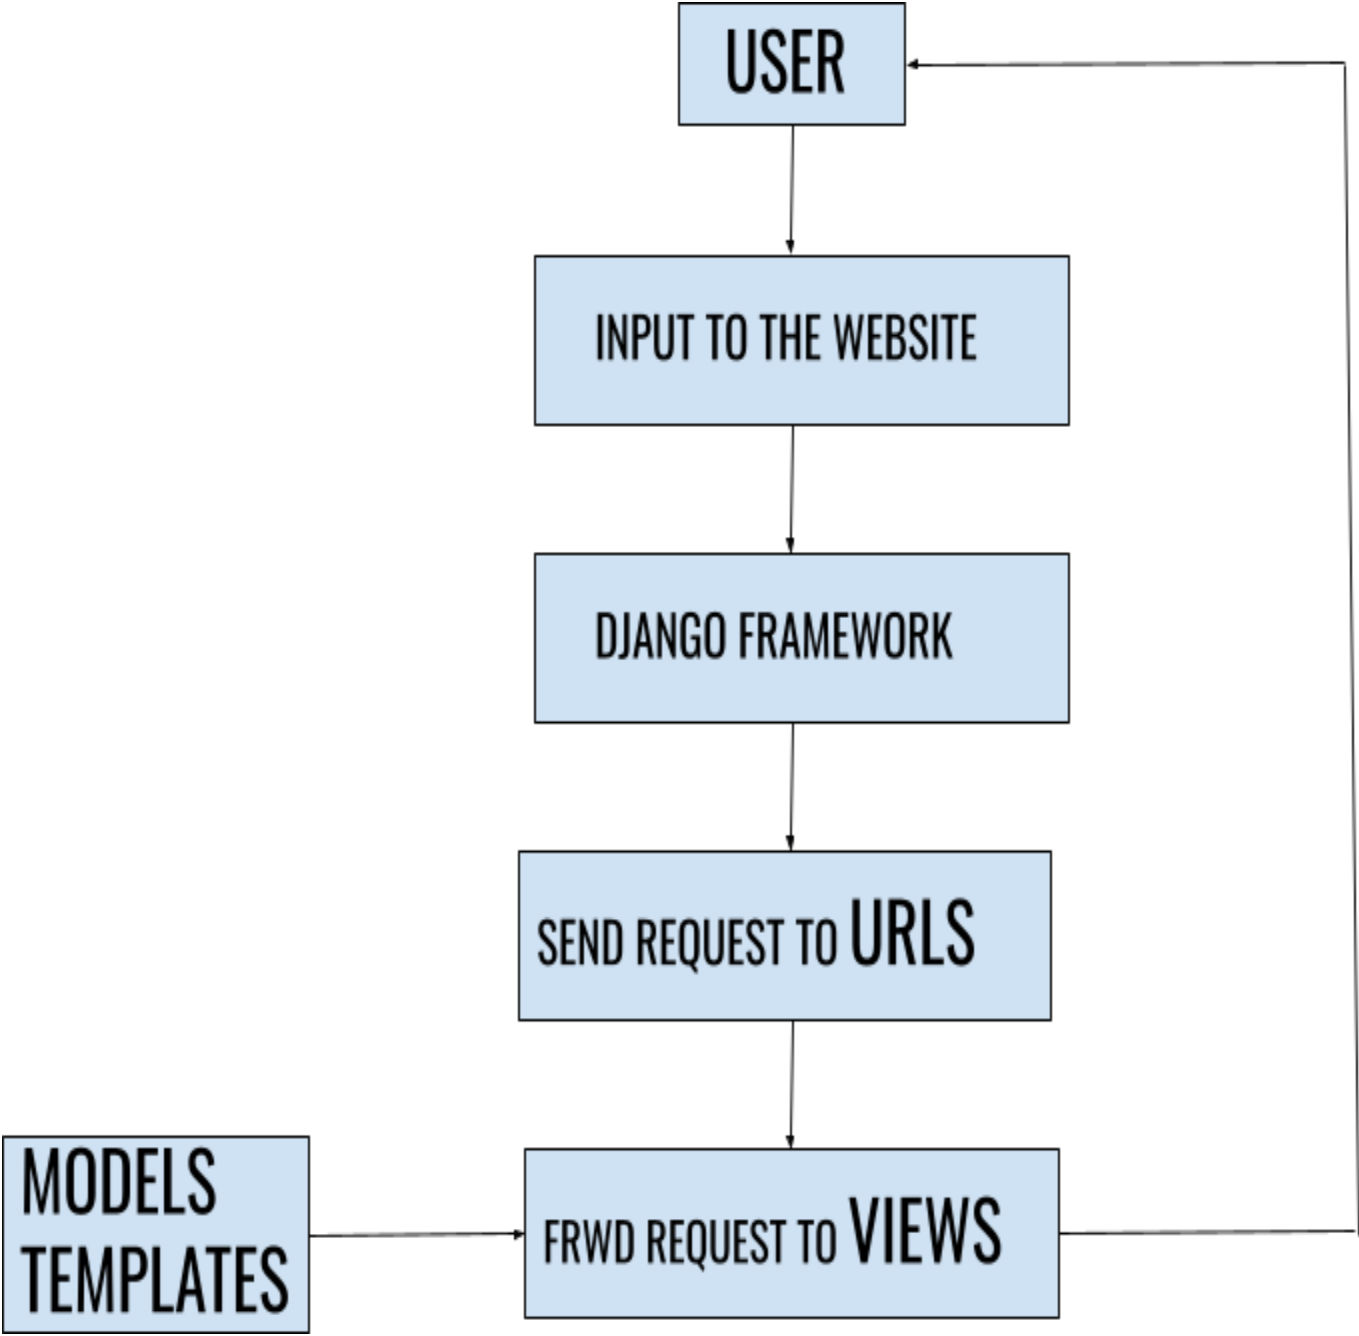 USER
INPUT TO THE WEBSITE
DJANGO FRAMEWORK
SEND REQUEST TO URLS
MODELS
TEMPLATES
FRWD REQUEST TO VIEWS